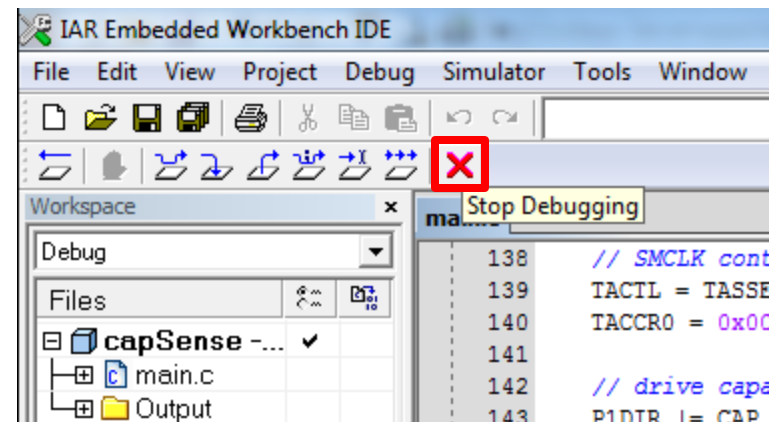 IAR Embedded Workbench IDE
File Edit View Project Debug Simulator Tools Window
Workspace × Stop Debugging
Debug
138 // SMCLK cont
Files
139 TACTL = TASSE
140 TACCR0 = 0x0C
capSense -... ✔
141
main.c
142 // drive capa
Output
143 P1DIR |= CAP